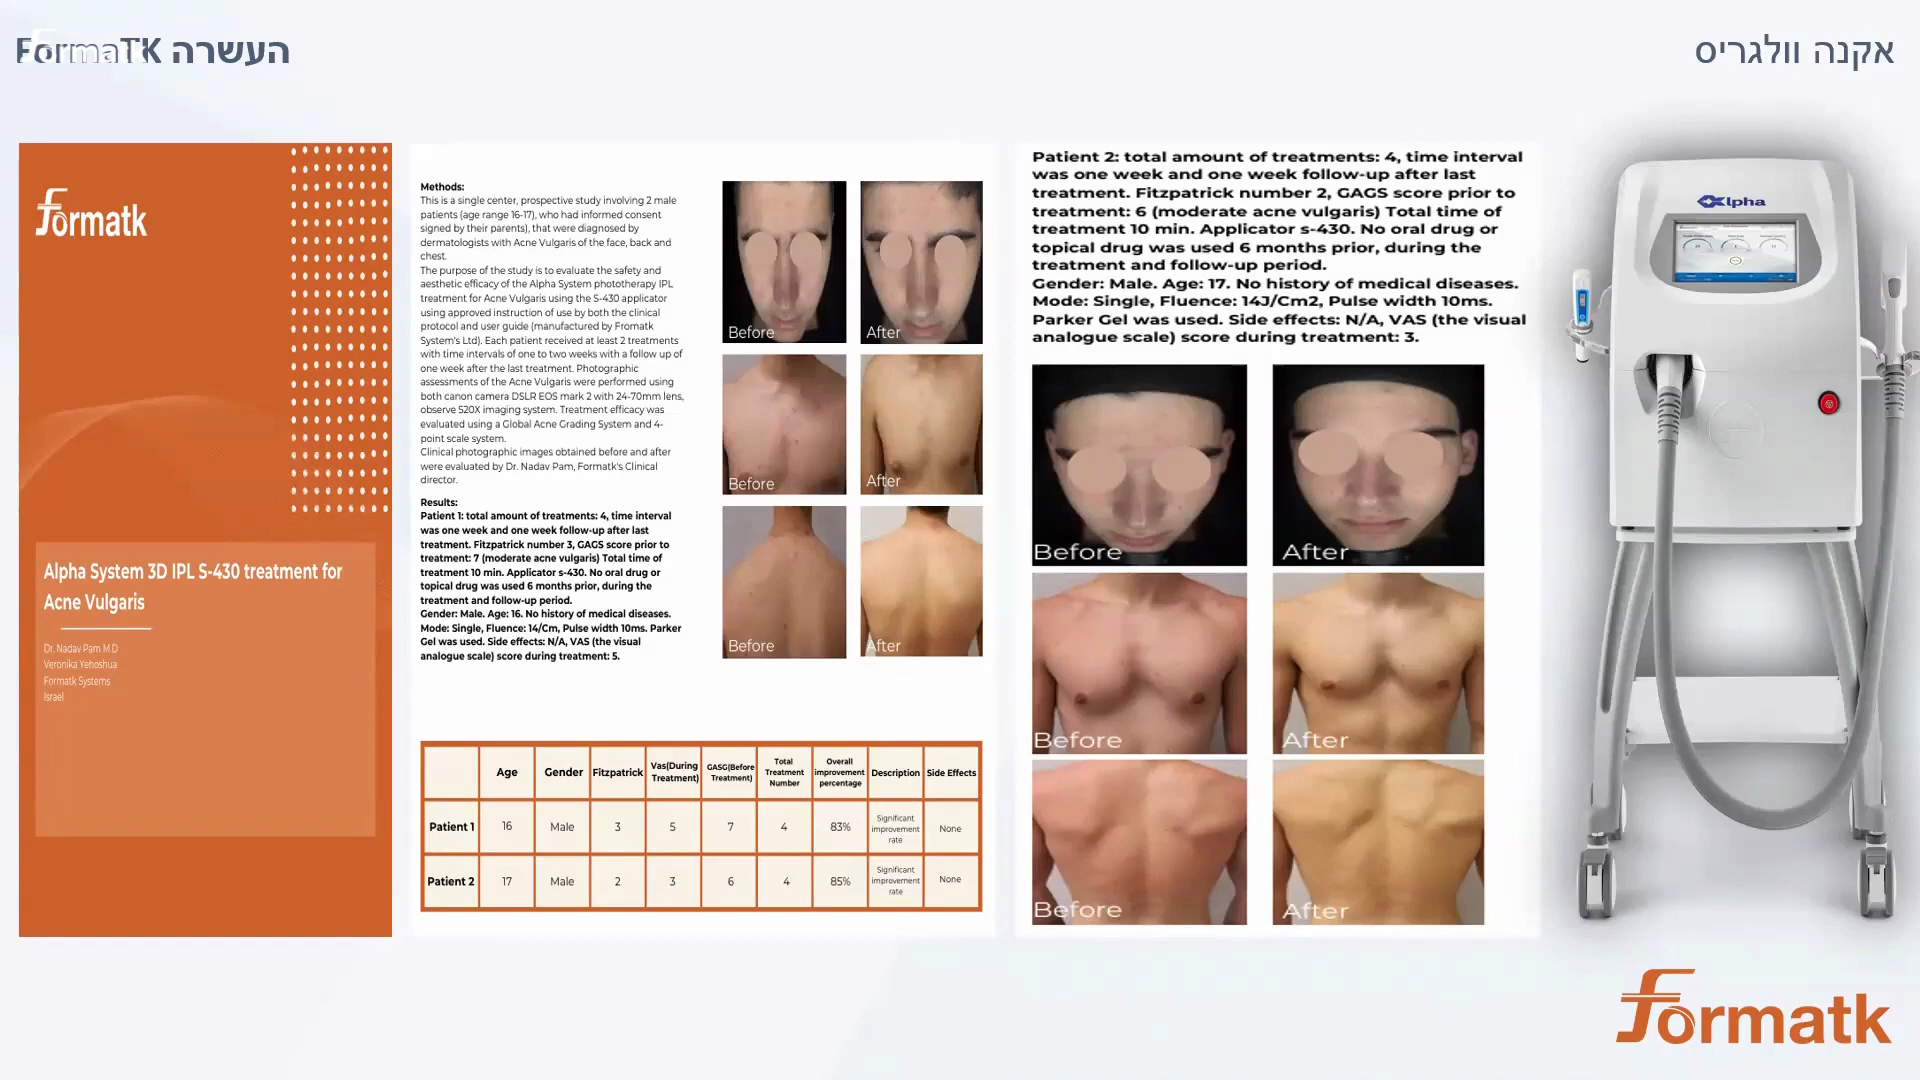 FormaTK העשרה
אקנה וולגריס
formatk
formatk
Alpha System 3D IPL S-430 treatment for
Acne Vulgaris
Dr. Nadav Pam M.D
Veronika Yehoshua
Formatk Systems
Israel
Methods:
This is a single center, prospective study involving 2 male
patients (age range 16-17), who had informed consent
signed by their parents), that were diagnosed by
dermatologists with Acne Vulgaris of the face, back and
chest.
The purpose of the study is to evaluate the safety and
aesthetic efficacy of the Alpha System phototherapy IPL
treatment for Acne Vulgaris using the S-430 applicator
using approved instruction of use by both the clinical
protocol and user guide (manufactured by Fromatk
System's Ltd). Each patient received at least 2 treatments
with time intervals of one to two weeks with a follow up of
one week after the last treatment. Photographic
assessments of the Acne Vulgaris were performed using
both canon camera DSLR EOS mark 2 with 24-70mm lens,
observe 520X imaging system. Treatment efficacy was
evaluated using a Global Acne Grading System and 4-
point scale system.
Clinical photographic images obtained before and after
were evaluated by Dr. Nadav Pam, Formatk's Clinical
director.
Results:
Patient 1: total amount of treatments: 4, time interval
was one week and one week follow-up after last
treatment. Fitzpatrick number 3, GAGS score prior to
treatment: 7 (moderate acne vulgaris) Total time of
treatment 10 min. Applicator s-430. No oral drug or
topical drug was used 6 months prior, during the
treatment and follow-up period.
Gender: Male. Age: 16. No history of medical diseases.
Mode: Single, Fluence: 14/Cm, Pulse width 10ms. Parker
Gel was used. Side effects: N/A, VAS (the visual
analogue scale) score during treatment: 5.
Before After
Before After
Before After
Age Gender Fitzpatrick Vas(During Treatment) GASG(Before Treatment) Total Treatment Number Overall improvement percentage Description Side Effects
Patient 1 16 Male 3 5 7 4 83% Significant improvement rate None
Patient 2 17 Male 2 3 6 4 85% Significant improvement rate None
Patient 2: total amount of treatments: 4, time interval
was one week and one week follow-up after last
treatment. Fitzpatrick number 2, GAGS score prior to
treatment: 6 (moderate acne vulgaris) Total time of
treatment 10 min. Applicator s-430. No oral drug or
topical drug was used 6 months prior, during the
treatment and follow-up period.
Gender: Male. Age: 17. No history of medical diseases.
Mode: Single, Fluence: 14J/Cm2, Pulse width 10ms.
Parker Gel was used. Side effects: N/A, VAS (the visual
analogue scale) score during treatment: 3.
Before After
Before After
Before After
Alpha
formatk